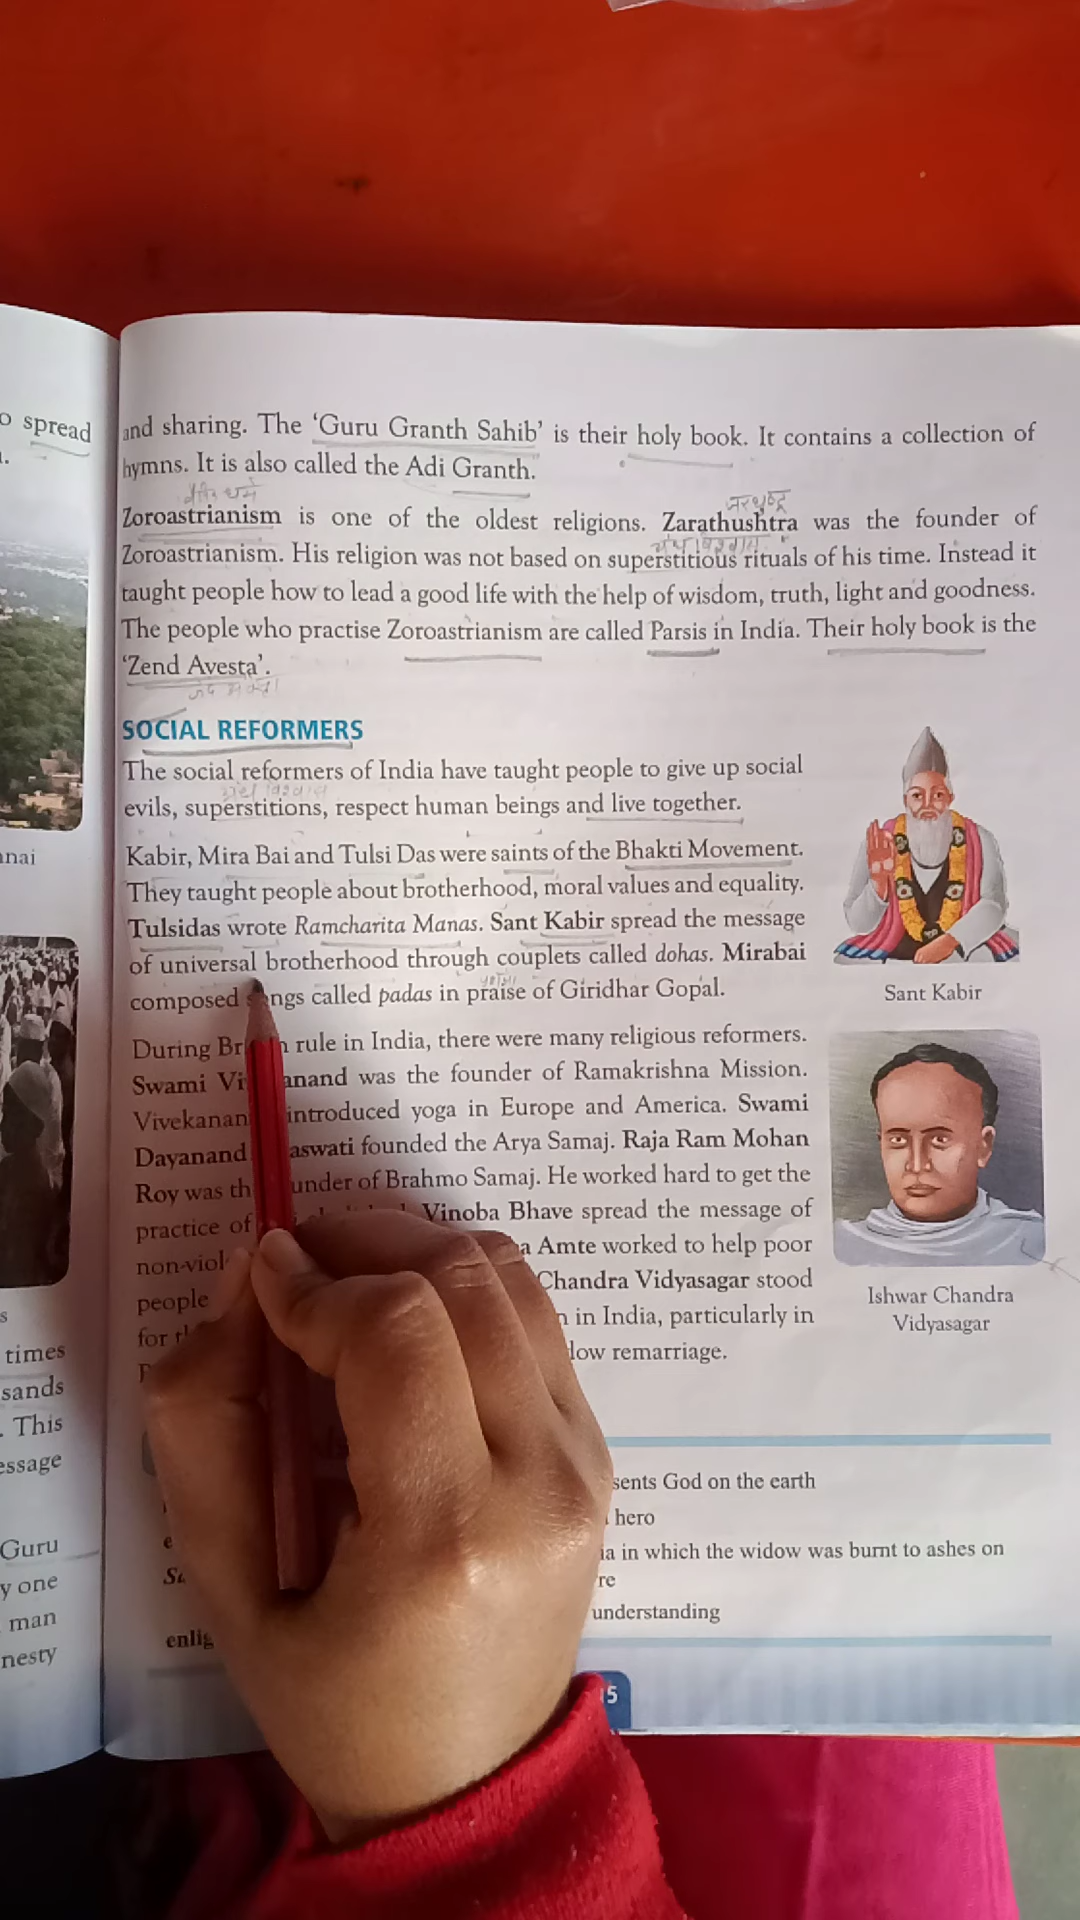 o spread
and sharing. The ‘Guru Granth Sahib’ is their holy book. It contains a collection of
hymns. It is also called the Adi Granth.
Zoroastrianism is one of the oldest religions. Zarathushtra was the founder of
Zoroastrianism. His religion was not based on superstitious rituals of his time. Instead it
taught people how to lead a good life with the help of wisdom, truth, light and goodness.
The people who practise Zoroastrianism are called Parsis in India. Their holy book is the
‘Zend Avesta’.
SOCIAL REFORMERS
The social reformers of India have taught people to give up social
अंधविश्वास
evils, superstitions, respect human beings and live together.
Kabir, Mira Bai and Tulsi Das were saints of the Bhakti Movement.
They taught people about brotherhood, moral values and equality.
Tulsidas wrote Ramcharita Manas. Sant Kabir spread the message
of universal brotherhood through couplets called dohas. Mirabai
composed songs called padas in praise of Giridhar Gopal.
Sant Kabir
During rule in India, there were many religious reformers.
Swami Vi anand was the founder of Ramakrishna Mission.
Vivekanan introduced yoga in Europe and America. Swami
Dayanand aswati founded the Arya Samaj. Raja Ram Mohan
Roy was th under of Brahmo Samaj. He worked hard to get the
practice of Vinoba Bhave spread the message of
non-viol a Amte worked to help poor
people Chandra Vidyasagar stood
for in India, particularly in
low remarriage.
Ishwar Chandra
Vidyasagar
sents God on the earth
hero
ia in which the widow was burnt to ashes on
re
understanding
enlig
15
nai
s
times
sands
. This
essage
Guru
y one
man
nesty